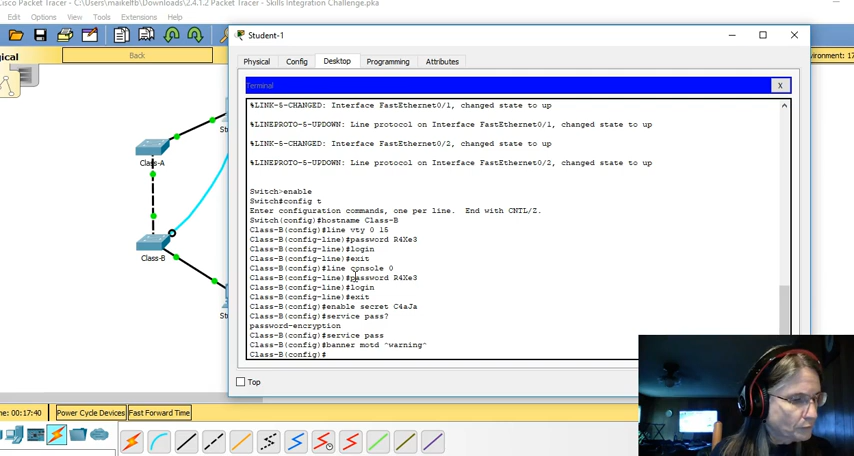 Cisco Packet Tracer - C:\Users\maikelfb\Downloads\2.4.1.2 Packet Tracer - Skills Integration Challenge.pka
Edit Options View Tools Extensions Help
Student-1
Back
Physical Config Desktop Programming Attributes
Terminal
X
%LINK-5-CHANGED: Interface FastEthernet0/1, changed state to up
%LINEPROTO-5-UPDOWN: Line protocol on Interface FastEthernet0/1, changed state to up
%LINK-5-CHANGED: Interface FastEthernet0/2, changed state to up
%LINEPROTO-5-UPDOWN: Line protocol on Interface FastEthernet0/2, changed state to up
Switch>enable
Switch#config t
Enter configuration commands, one per line. End with CNTL/Z.
Switch(config)#hostname Class-B
Class-B(config)#line vty 0 15
Class-B(config-line)#password R4Xe3
Class-B(config-line)#login
Class-B(config-line)#exit
Class-B(config)#line console 0
Class-B(config-line)#password R4Xe3
Class-B(config-line)#login
Class-B(config-line)#exit
Class-B(config)#enable secret C4aJa
Class-B(config)#service pass?
password-encryption
Class-B(config)#service pass
Class-B(config)#banner motd ^warning^
Class-B(config)#
Class-A
Class-B
Top
00:17:40 Power Cycle Devices Fast Forward Time